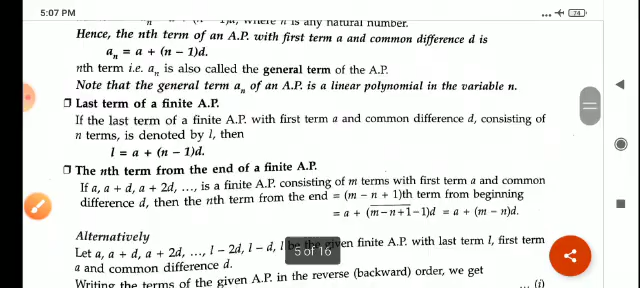 5:07 PM
74
is any natural number.
Hence, the nth term of an A.P. with first term a and common difference d is
aₙ = a + (n − 1)d.
nth term i.e. aₙ is also called the general term of the A.P.
Note that the general term aₙ of an A.P. is a linear polynomial in the variable n.
❒ Last term of a finite A.P.
If the last term of a finite A.P. with first term a and common difference d, consisting of
n terms, is denoted by l, then
l = a + (n − 1)d.
❒ The nth term from the end of a finite A.P.
If a, a + d, a + 2d, ..., is a finite A.P. consisting of m terms with first term a and common
difference d, then the nth term from the end = (m − n + 1)th term from beginning
= a + (m−n+1−1)d = a + (m − n)d.
Alternatively
Let a, a + d, a + 2d, ..., l − 2d, l − d, l be the given finite A.P. with last term l, first term
a and common difference d.
5 of 16
Writing the terms of the given A.P. in the reverse (backward) order, we get
... (i)